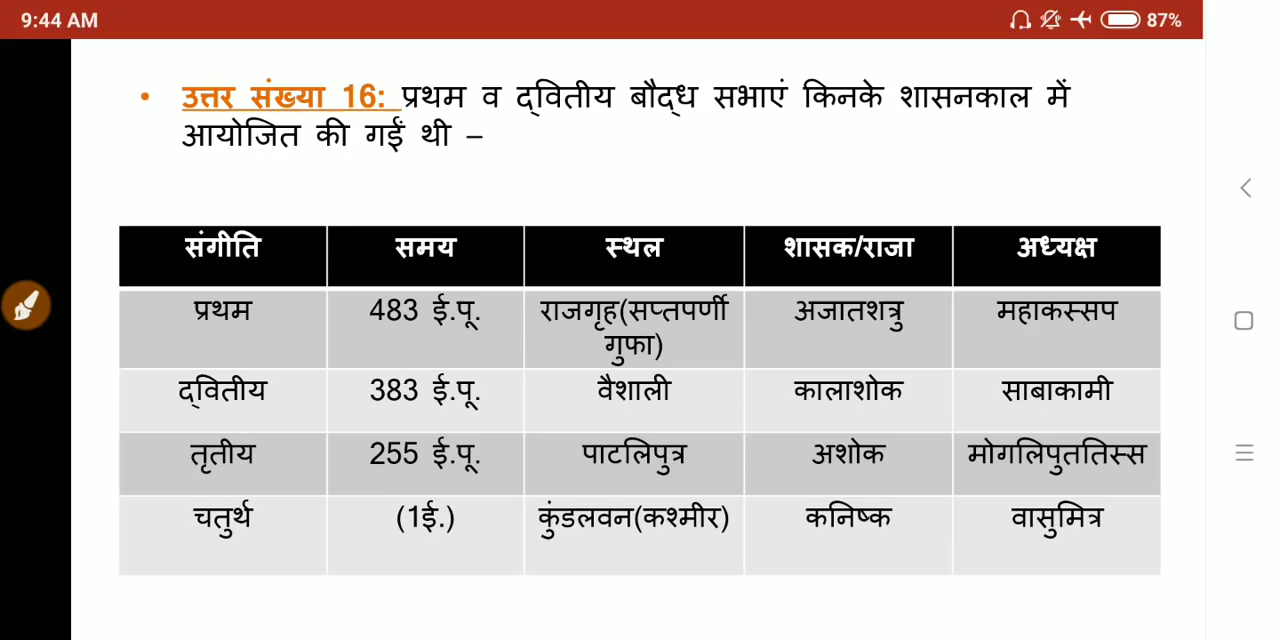 9:44 AM
87%
• उत्तर संख्या 16: प्रथम व द्वितीय बौद्ध सभाएं किनके शासनकाल में
आयोजित की गईं थी –
संगीति समय स्थल शासक/राजा अध्यक्ष
प्रथम 483 ई.पू. राजगृह(सप्तपर्णी अजातशत्रु महाकस्सप
गुफा)
द्वितीय 383 ई.पू. वैशाली कालाशोक साबाकामी
तृतीय 255 ई.पू. पाटलिपुत्र अशोक मोगलिपुततिस्स
चतुर्थ (1ई.) कुंडलवन(कश्मीर) कनिष्क वासुमित्र